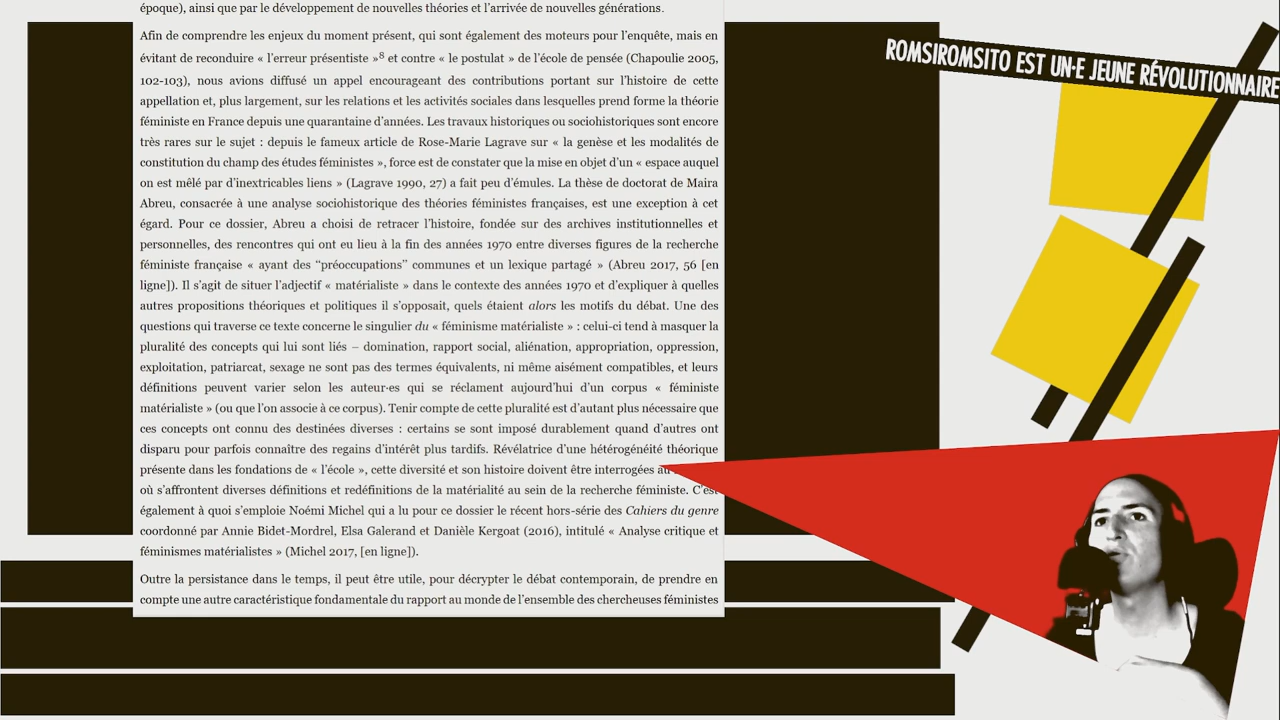 époque), ainsi que par le développement de nouvelles théories et l'arrivée de nouvelles générations.
Afin de comprendre les enjeux du moment présent, qui sont également des moteurs pour l'enquête, mais en
évitant de reconduire « l'erreur présentiste »8 et contre « le postulat » de l'école de pensée (Chapoulie 2005,
102-103), nous avions diffusé un appel encourageant des contributions portant sur l'histoire de cette
appellation et, plus largement, sur les relations et les activités sociales dans lesquelles prend forme la théorie
féministe en France depuis une quarantaine d'années. Les travaux historiques ou sociohistoriques sont encore
très rares sur le sujet : depuis le fameux article de Rose-Marie Lagrave sur « la genèse et les modalités de
constitution du champ des études féministes », force est de constater que la mise en objet d'un « espace auquel
on est mêlé par d'inextricables liens » (Lagrave 1990, 27) a fait peu d'émules. La thèse de doctorat de Maira
Abreu, consacrée à une analyse sociohistorique des théories féministes françaises, est une exception à cet
égard. Pour ce dossier, Abreu a choisi de retracer l'histoire, fondée sur des archives institutionnelles et
personnelles, des rencontres qui ont eu lieu à la fin des années 1970 entre diverses figures de la recherche
féministe française « ayant des “préoccupations” communes et un lexique partagé » (Abreu 2017, 56 [en
ligne]). Il s'agit de situer l'adjectif « matérialiste » dans le contexte des années 1970 et d'expliquer à quelles
autres propositions théoriques et politiques il s'opposait, quels étaient alors les motifs du débat. Une des
questions qui traverse ce texte concerne le singulier du « féminisme matérialiste » : celui-ci tend à masquer la
pluralité des concepts qui lui sont liés – domination, rapport social, aliénation, appropriation, oppression,
exploitation, patriarcat, sexage ne sont pas des termes équivalents, ni même aisément compatibles, et leurs
définitions peuvent varier selon les auteur·es qui se réclament aujourd'hui d'un corpus « féministe
matérialiste » (ou que l'on associe à ce corpus). Tenir compte de cette pluralité est d'autant plus nécessaire que
ces concepts ont connu des destinées diverses : certains se sont imposé durablement quand d'autres ont
disparu pour parfois connaître des regains d'intérêt plus tardifs. Révélatrice d'une hétérogénéité théorique
présente dans les fondations de « l'école », cette diversité et son histoire doivent être interrogées
où s'affrontent diverses définitions et redéfinitions de la matérialité au sein de la recherche féministe. C'est
également à quoi s'emploie Noémi Michel qui a lu pour ce dossier le récent hors-série des Cahiers du genre
coordonné par Annie Bidet-Mordrel, Elsa Galerand et Danièle Kergoat (2016), intitulé « Analyse critique et
féminismes matérialistes » (Michel 2017, [en ligne]).
Outre la persistance dans le temps, il peut être utile, pour décrypter le débat contemporain, de prendre en
compte une autre caractéristique fondamentale du rapport au monde de l'ensemble des chercheuses féministes
ROMSIROMSITO EST UN·E JEUNE RÉVOLUTIONNAIRE